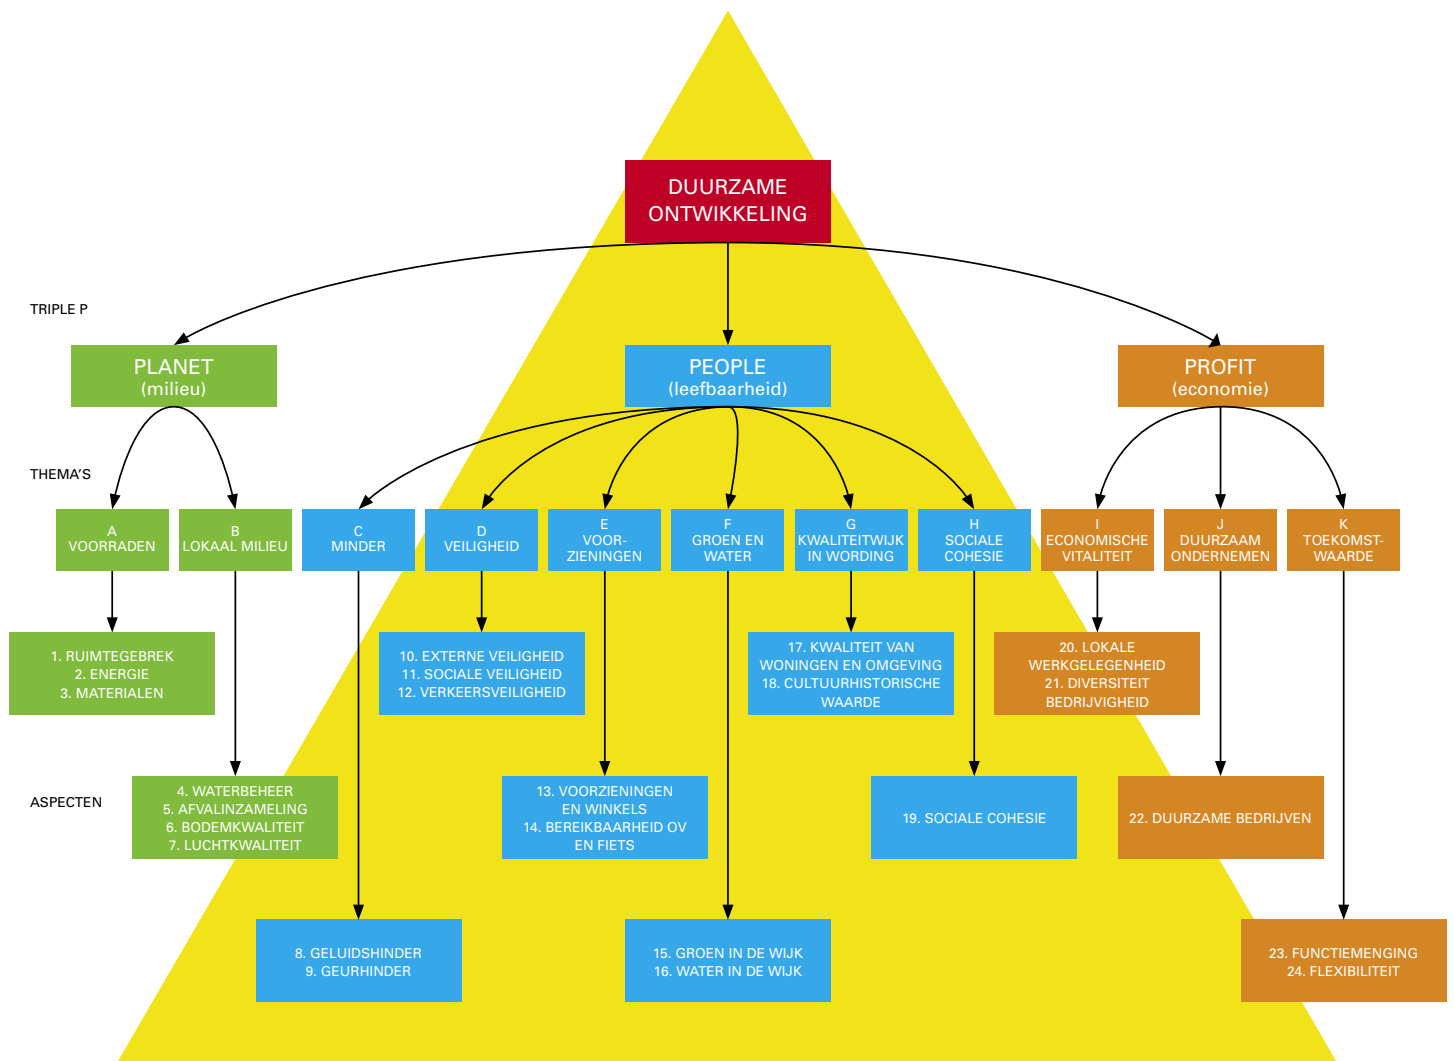 DUURZAME
ONTWIKKELING
TRIPLE P
PLANET
(milieu)
PEOPLE
(leefbaarheid)
PROFIT
(economie)
THEMA'S
A
VOORRADEN
B
LOKAAL MILIEU
C
MINDER
D
VEILIGHEID
E
VOOR-
ZIENINGEN
F
GROEN EN
WATER
G
KWALITEITWIJK
IN WORDING
H
SOCIALE
COHESIE
I
ECONOMISCHE
VITALITEIT
J
DUURZAAM
ONDERNEMEN
K
TOEKOMST-
WAARDE
1. RUIMTEGEBREK
2. ENERGIE
3. MATERIALEN
10. EXTERNE VEILIGHEID
11. SOCIALE VEILIGHEID
12. VERKEERSVEILIGHEID
17. KWALITEIT VAN
WONINGEN EN OMGEVING
18. CULTUURHISTORISCHE
WAARDE
20. LOKALE
WERKGELEGENHEID
21. DIVERSITEIT
BEDRIJVIGHEID
ASPECTEN
4. WATERBEHEER
5. AFVALINZAMELING
6. BODEMKWALITEIT
7. LUCHTKWALITEIT
13. VOORZIENINGEN
EN WINKELS
14. BEREIKBAARHEID OV
EN FIETS
19. SOCIALE COHESIE
22. DUURZAME BEDRIJVEN
8. GELUIDSHINDER
9. GEURHINDER
15. GROEN IN DE WIJK
16. WATER IN DE WIJK
23. FUNCTIEMENGING
24. FLEXIBILITEIT